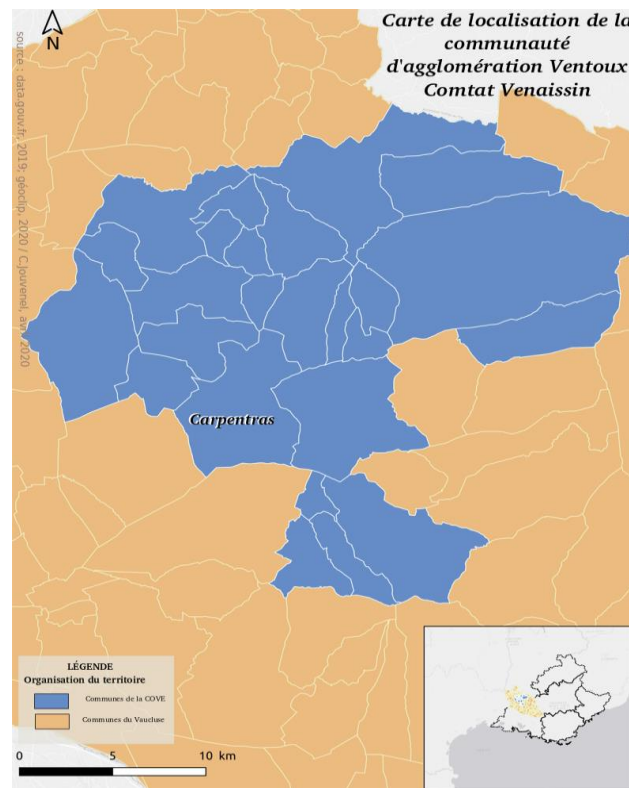 Carte de localisation de la
communauté
d'agglomération Ventoux
Comtat Venaissin
N
source : data.gouv.fr, 2019; géoclip, 2020 / C.Jouvenel, avril 2020
Carpentras
LÉGENDE
Organisation du territoire
Communes de la COVE
Communes du Vaucluse
0 5 10 km